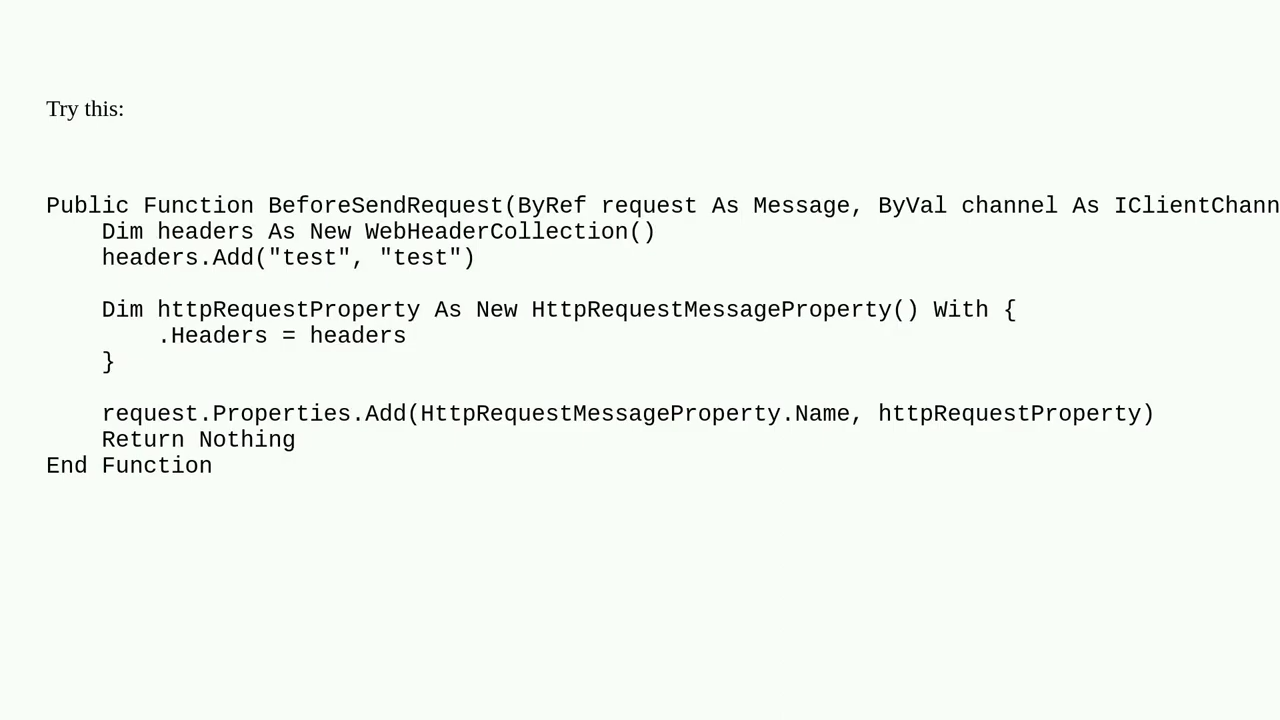 Try this:
Public Function BeforeSendRequest(ByRef request As Message, ByVal channel As IClientChann
    Dim headers As New WebHeaderCollection()
    headers.Add("test", "test")
    Dim httpRequestProperty As New HttpRequestMessageProperty() With {
        .Headers = headers
    }
    request.Properties.Add(HttpRequestMessageProperty.Name, httpRequestProperty)
    Return Nothing
End Function